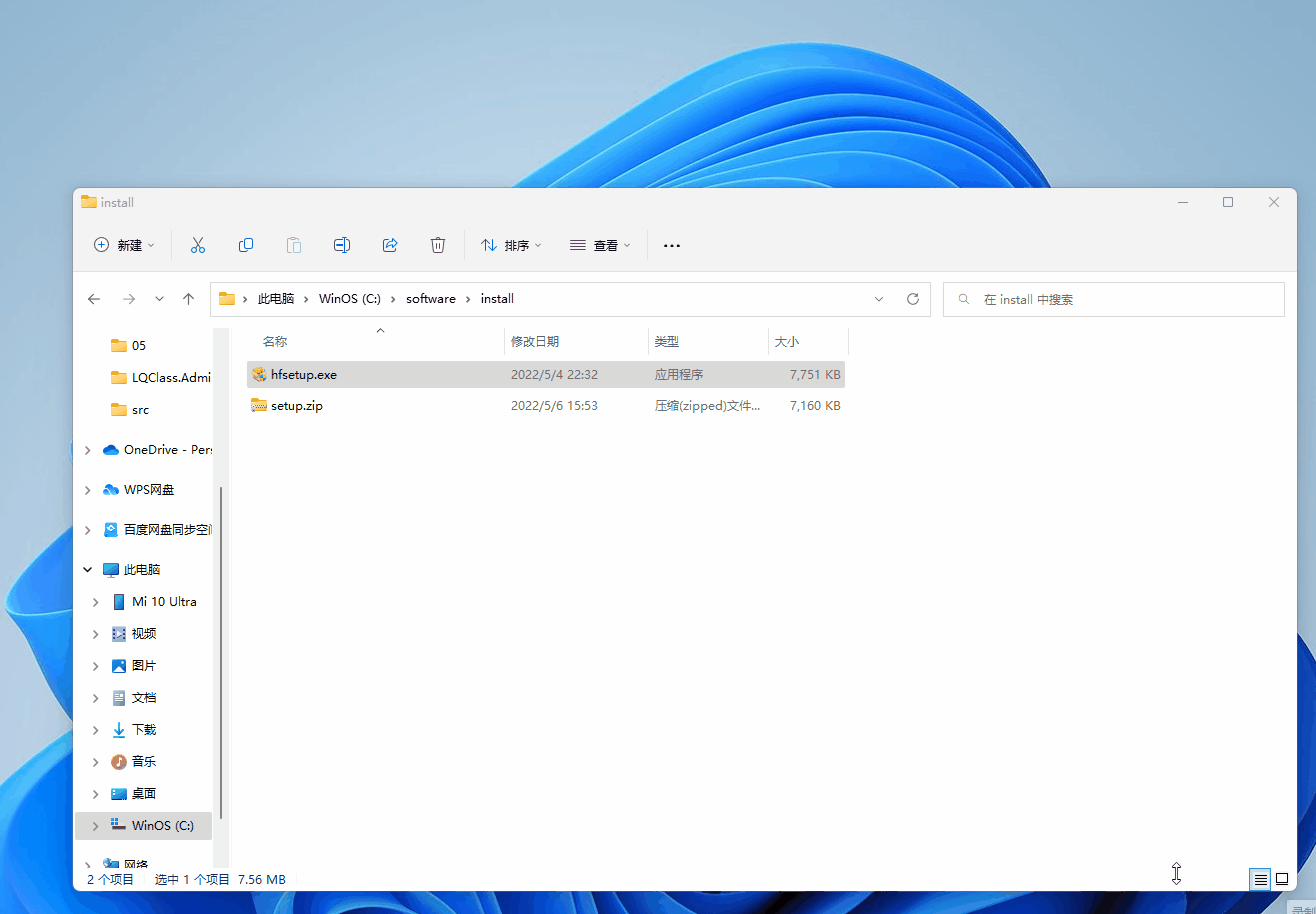 install
新建
排序
查看
此电脑 > WinOS (C:) > software > install
在 install 中搜索
名称 修改日期 类型 大小
hfsetup.exe 2022/5/4 22:32 应用程序 7,751 KB
setup.zip 2022/5/6 15:53 压缩(zipped)文件... 7,160 KB
05
LQClass.Admi
src
OneDrive - Pers
WPS网盘
百度网盘同步空间
此电脑
Mi 10 Ultra
视频
图片
文档
下载
音乐
桌面
WinOS (C:)
网络
2 个项目 选中 1 个项目 7.56 MB
录制